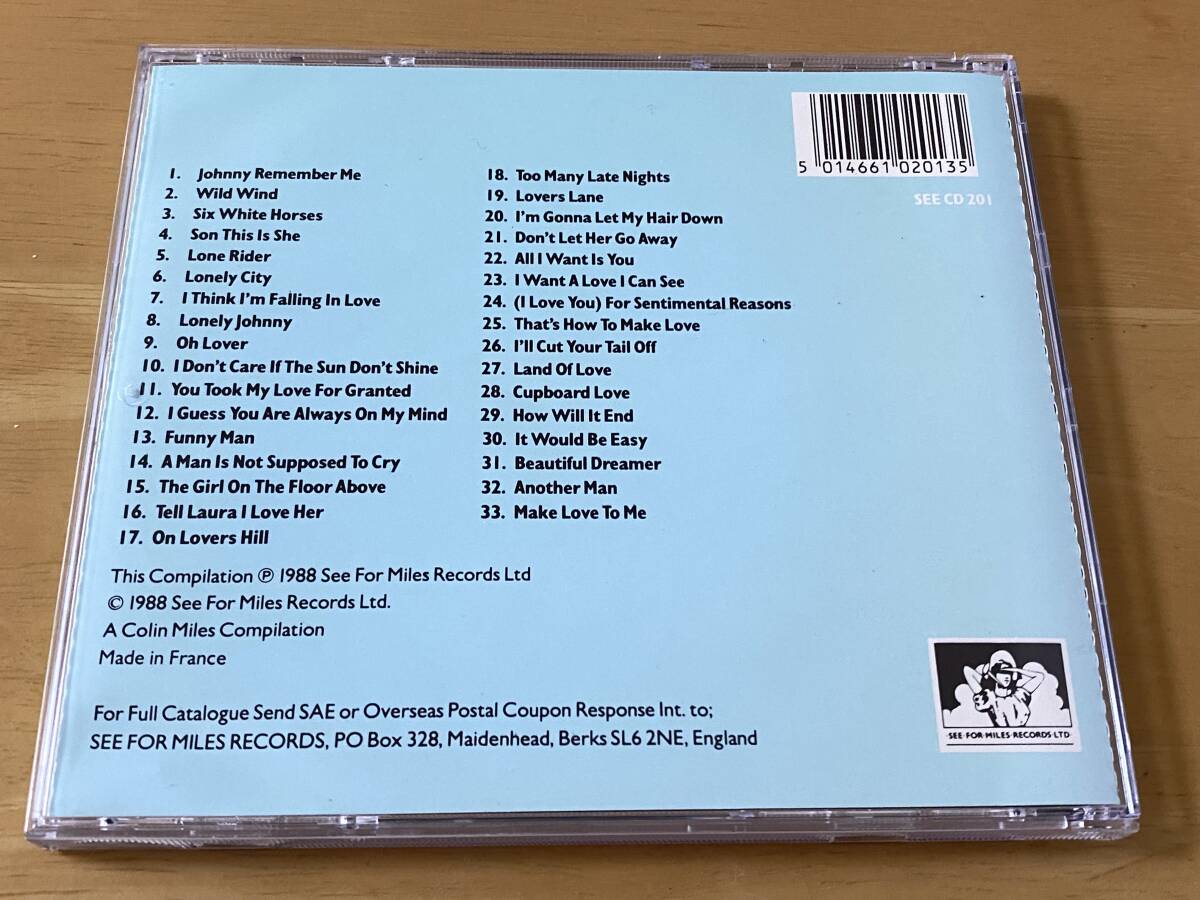 1. Johnny Remember Me
2. Wild Wind
3. Six White Horses
4. Son This Is She
5. Lone Rider
6. Lonely City
7. I Think I'm Falling In Love
8. Lonely Johnny
9. Oh Lover
10. I Don't Care If The Sun Don't Shine
11. You Took My Love For Granted
12. I Guess You Are Always On My Mind
13. Funny Man
14. A Man Is Not Supposed To Cry
15. The Girl On The Floor Above
16. Tell Laura I Love Her
17. On Lovers Hill
18. Too Many Late Nights
19. Lovers Lane
20. I'm Gonna Let My Hair Down
21. Don't Let Her Go Away
22. All I Want Is You
23. I Want A Love I Can See
24. (I Love You) For Sentimental Reasons
25. That's How To Make Love
26. I'll Cut Your Tail Off
27. Land Of Love
28. Cupboard Love
29. How Will It End
30. It Would Be Easy
31. Beautiful Dreamer
32. Another Man
33. Make Love To Me
5 014661 020135
SEE CD 201
This Compilation ℗ 1988 See For Miles Records Ltd
© 1988 See For Miles Records Ltd.
A Colin Miles Compilation
Made in France
For Full Catalogue Send SAE or Overseas Postal Coupon Response Int. to;
SEE FOR MILES RECORDS, PO Box 328, Maidenhead, Berks SL6 2NE, England
SEE·FOR·MILES·RECORDS·LTD